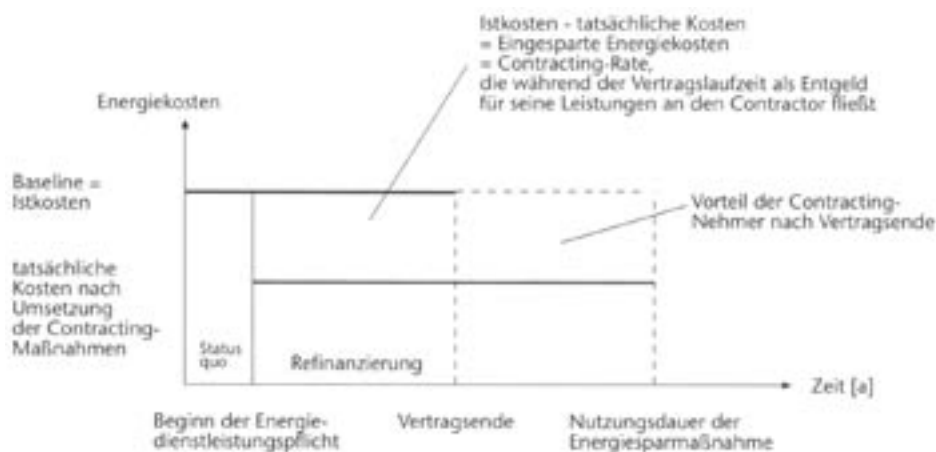 Istkosten - tatsächliche Kosten
= Eingesparte Energiekosten
= Contracting-Rate,
die während der Vertragslaufzeit als Entgeld
für seine Leistungen an den Contractor fließt
Energiekosten
Baseline =
Istkosten
Vorteil der Contracting-
Nehmer nach Vertragsende
tatsächliche
Kosten nach
Umsetzung
der Contracting-
Maßnahmen
Status
quo
Refinanzierung
Zeit [a]
Beginn der Energie-
dienstleistungspflicht
Vertragsende
Nutzungsdauer der
Energiesparmaßnahme